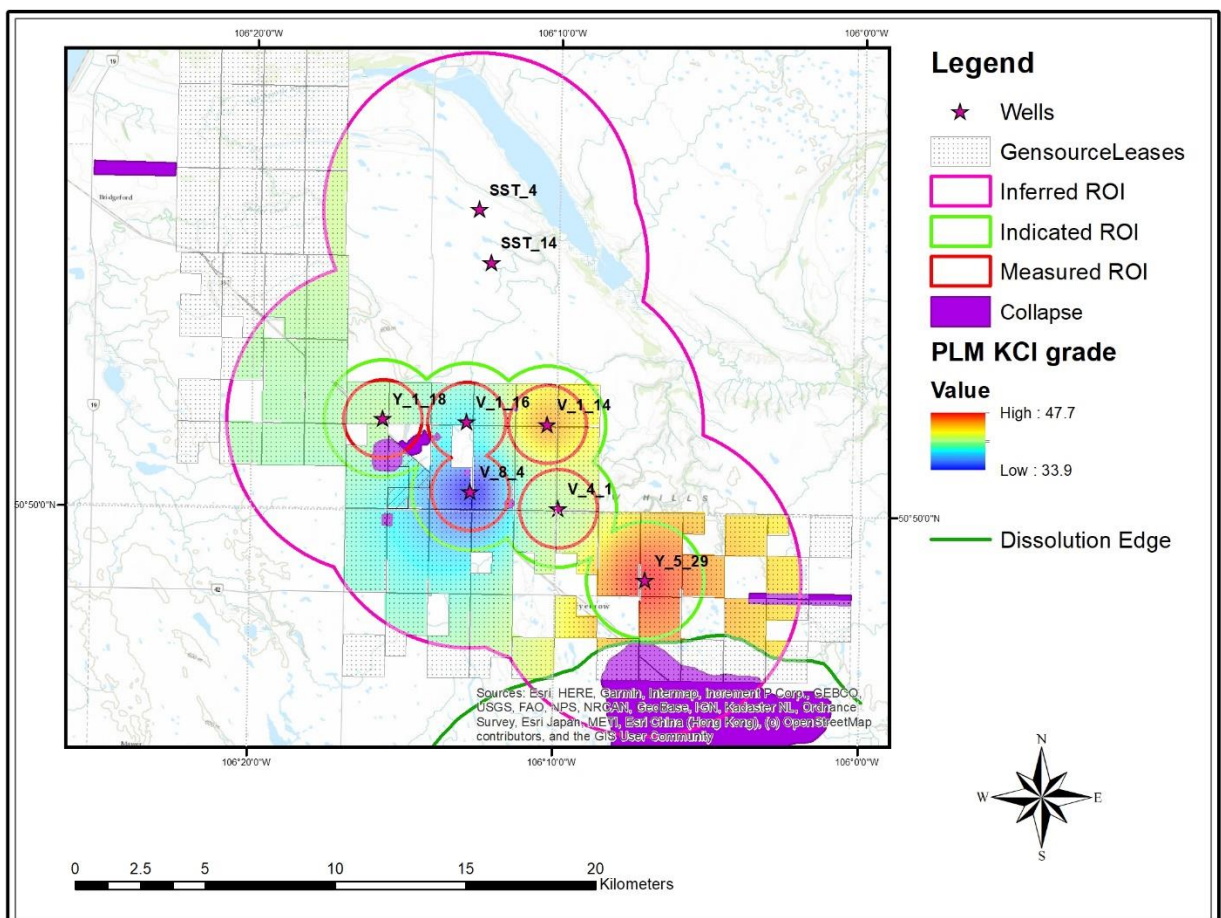 106°20'0"W
106°10'0"W
106°0'0"W
19
Bridgeford
SST_4
SST_14
19
Y_1_18
V_1_16
V_1_14
V_8_4
V_4_1
50°50'0"N
HILLS
50°50'0"N
Y_5_29
42
Sources: Esri, HERE, Garmin, Intermap, increment P Corp., GEBCO,
USGS, FAO, NPS, NRCAN, GeoBase, IGN, Kadaster NL, Ordnance
Survey, Esri Japan, METI, Esri China (Hong Kong), (c) OpenStreetMap
contributors, and the GIS User Community
106°20'0"W
106°10'0"W
106°0'0"W
Legend
Wells
GensourceLeases
Inferred ROI
Indicated ROI
Measured ROI
Collapse
PLM KCl grade
Value
High : 47.7
Low : 33.9
Dissolution Edge
N
W
E
S
0 2.5 5 10 15 20
Kilometers